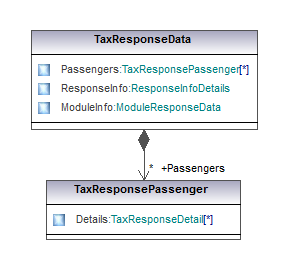 TaxResponseData
Passengers:TaxResponsePassenger[*]
ResponseInfo:ResponseInfoDetails
ModuleInfo:ModuleResponseData
* +Passengers
TaxResponsePassenger
Details:TaxResponseDetail[*]